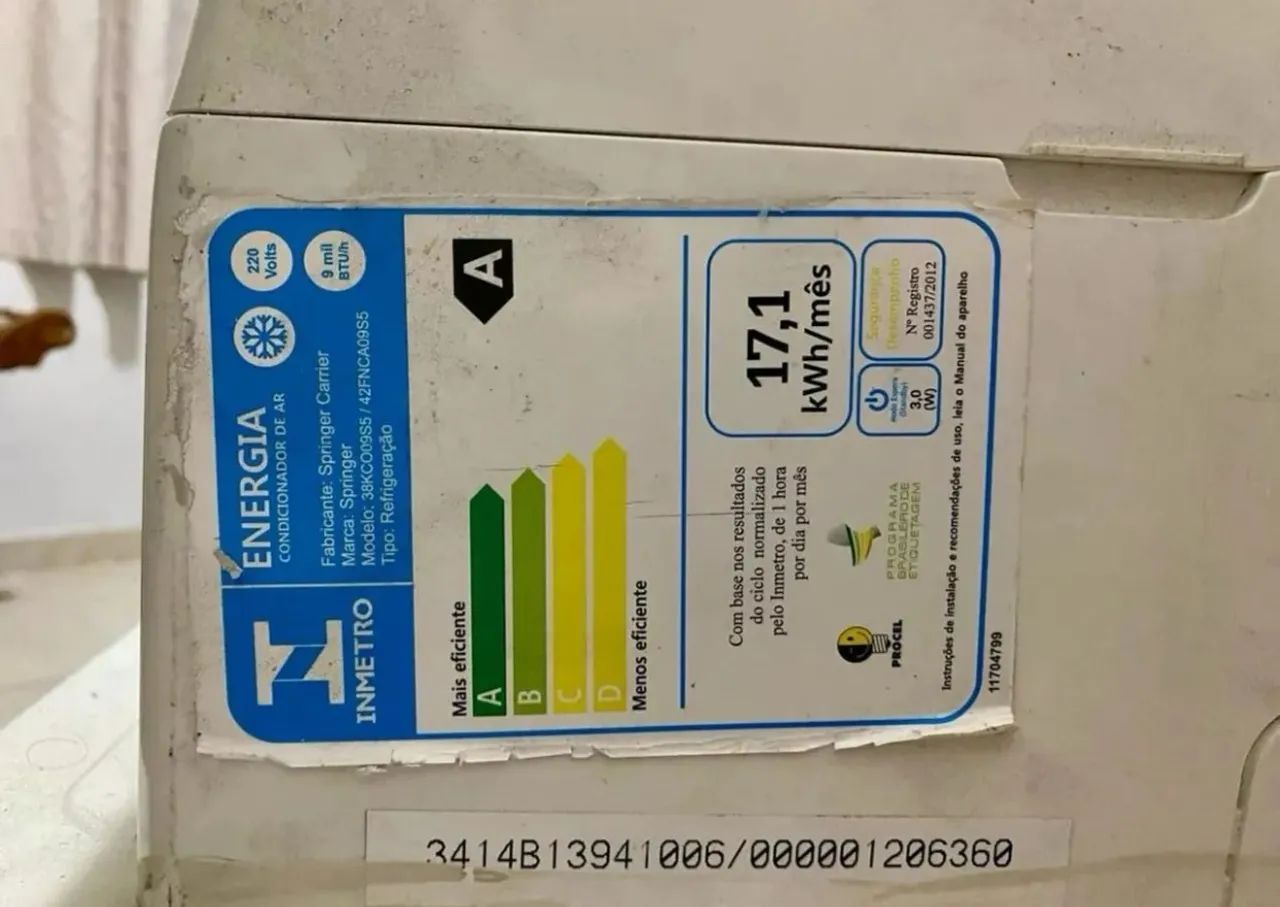 ENERGIA
CONDICIONADOR DE AR
220
Volts
9 mil
BTU/h
INMETRO
Fabricante: Springer Carrier
Marca: Springer
Modelo: 38KCO09S5 / 42FNCA09S5
Tipo: Refrigeração
Mais eficiente
A
A
B
C
D
Menos eficiente
Com base nos resultados
do ciclo normalizado
pelo Inmetro, de 1 hora
por dia por mês
17,1
kWh/mês
PROCEL
PROGRAMA
BRASILEIRO DE
ETIQUETAGEM
Modo Espera
(Standby)
3,0
(W)
Segurança
Desempenho
Nº Registro
001437/2012
Instruções de instalação e recomendações de uso, leia o Manual do aparelho
11704799
3414B13941006/000001206360